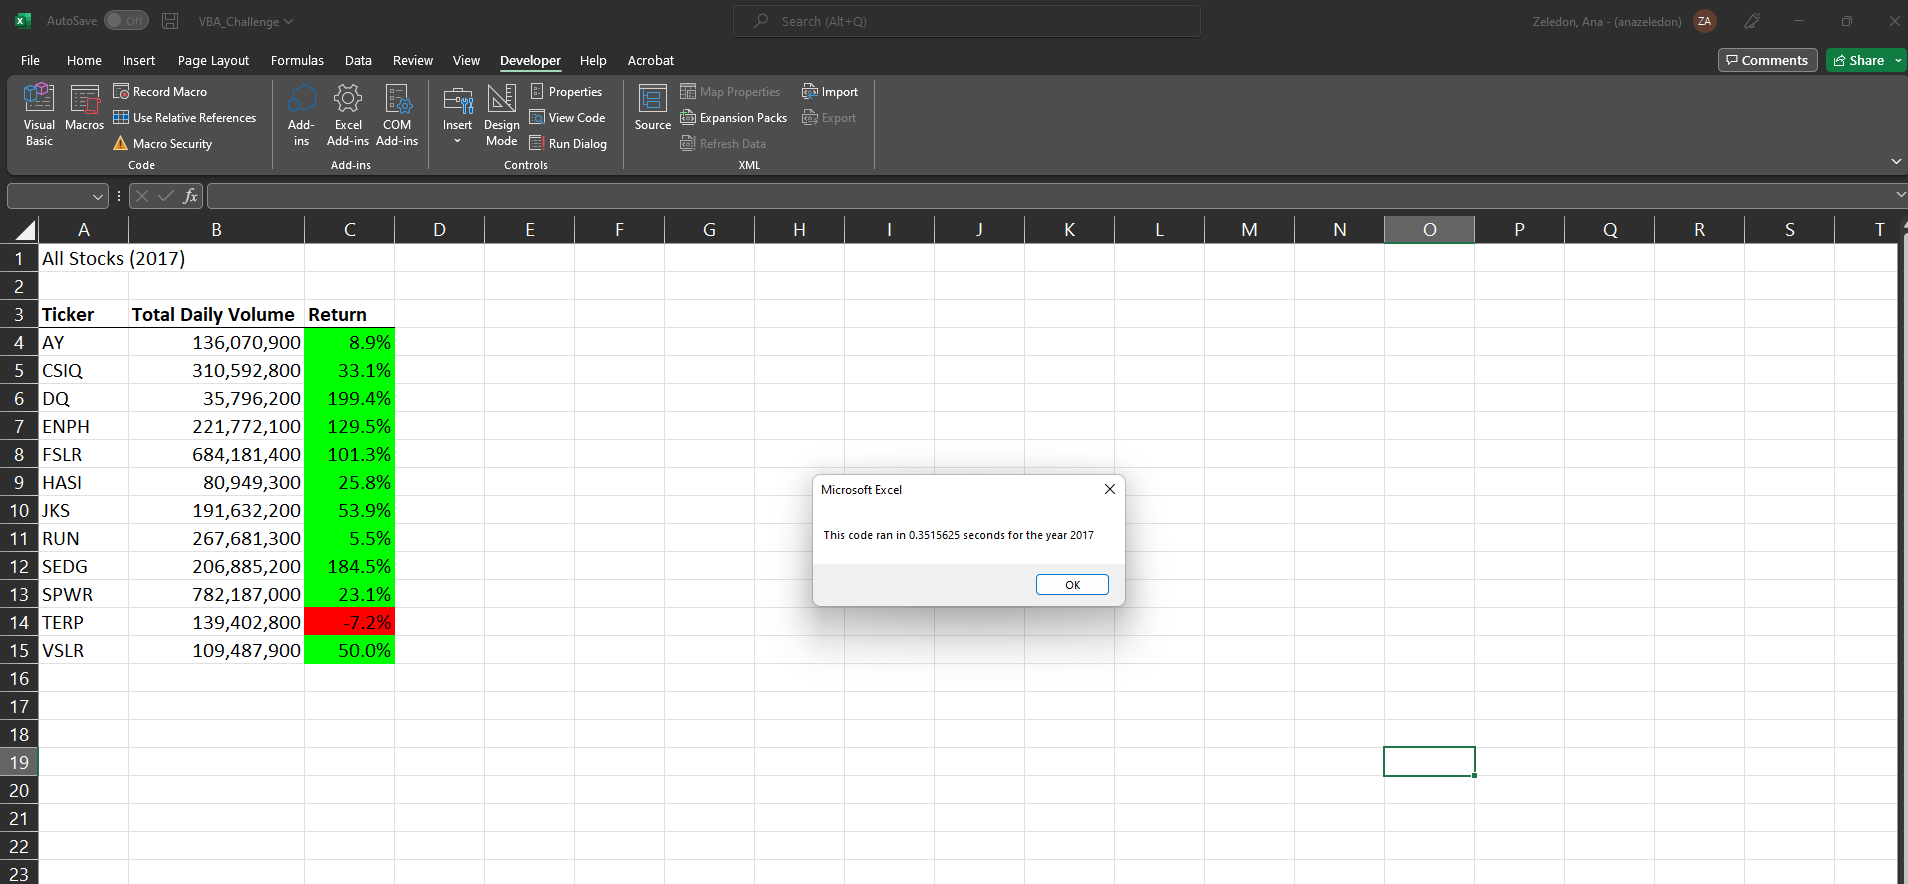 AutoSave Off VBA_Challenge Search (Alt+Q) Zeledon, Ana - (anazeledon) ZA
File Home Insert Page Layout Formulas Data Review View Developer Help Acrobat Comments Share
Visual Basic
Macros
Record Macro
Use Relative References
Macro Security
Code
Add-ins
Excel Add-ins
COM Add-ins
Add-ins
Insert
Design Mode
Properties
View Code
Run Dialog
Controls
Source
Map Properties
Expansion Packs
Refresh Data
Import
Export
XML
fx
A B C D E F G H I J K L M N O P Q R S T
1 All Stocks (2017)
2
3 Ticker Total Daily Volume Return
4 AY 136,070,900 8.9%
5 CSIQ 310,592,800 33.1%
6 DQ 35,796,200 199.4%
7 ENPH 221,772,100 129.5%
8 FSLR 684,181,400 101.3%
9 HASI 80,949,300 25.8%
10 JKS 191,632,200 53.9%
11 RUN 267,681,300 5.5%
12 SEDG 206,885,200 184.5%
13 SPWR 782,187,000 23.1%
14 TERP 139,402,800 -7.2%
15 VSLR 109,487,900 50.0%
16
17
18
19
20
21
22
23
Microsoft Excel
This code ran in 0.3515625 seconds for the year 2017
OK